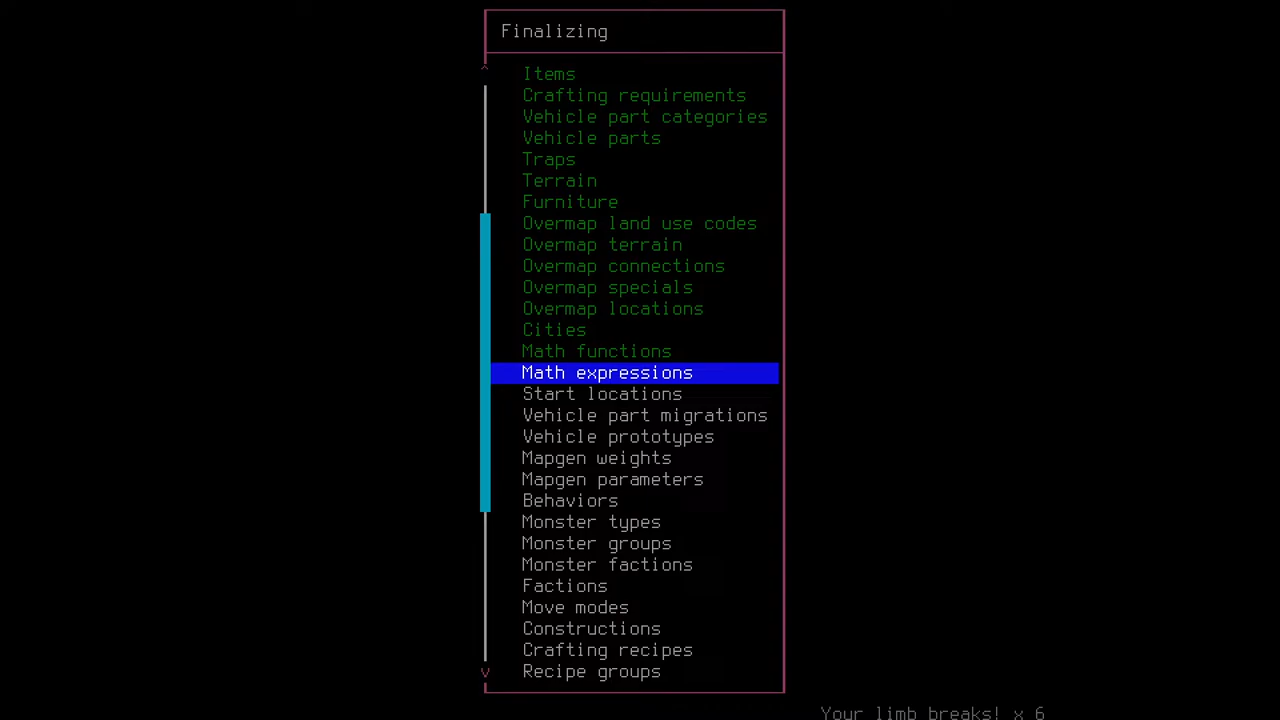 Finalizing
^
Items
Crafting requirements
Vehicle part categories
Vehicle parts
Traps
Terrain
Furniture
Overmap land use codes
Overmap terrain
Overmap connections
Overmap specials
Overmap locations
Cities
Math functions
Math expressions
Start locations
Vehicle part migrations
Vehicle prototypes
Mapgen weights
Mapgen parameters
Behaviors
Monster types
Monster groups
Monster factions
Factions
Move modes
Constructions
Crafting recipes
v Recipe groups
Your limb breaks! x 6